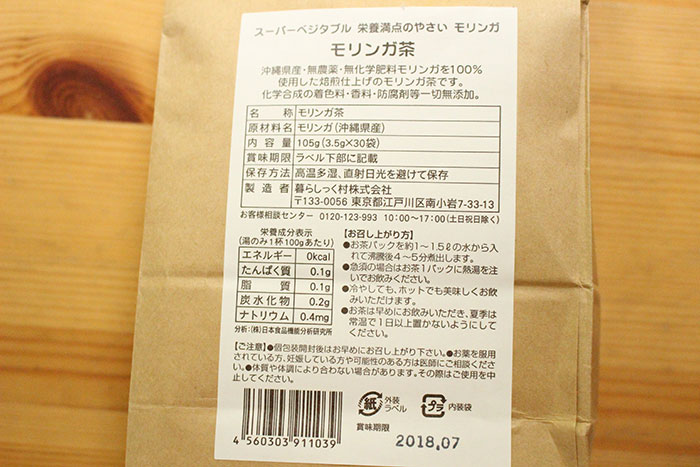 スーパーベジタブル 栄養満点のやさい モリンガ
モリンガ茶
沖縄県産・無農薬・無化学肥料モリンガを100%
使用した焙煎仕上げのモリンガ茶です。
化学合成の着色料・香料・防腐剤等一切無添加。
名 称 モリンガ茶
原材料名 モリンガ(沖縄県産)
内 容 量 105g(3.5g×30袋)
賞味期限 ラベル下部に記載
保存方法 高温多湿、直射日光を避けて保存
製 造 者 暮らしっく村株式会社
〒133-0056 東京都江戸川区南小岩7-33-13
お客様相談センター 0120-123-993 10:00〜17:00(土日祝日除く)
栄養成分表示
(湯のみ1杯100gあたり)
エネルギー 0kcal
たんぱく質 0.1g
脂 質 0.1g
炭水化物 0.2g
ナトリウム 0.4mg
分析:(株)日本食品機能分析研究所
【お召し上がり方】
●お茶パックを約1〜1.5ℓの水から入
れて沸騰後4〜5分煮出します。
●急須の場合はお茶1パックに熱湯を注
いでお飲みください。
●冷やしても、ホットでも美味しくお飲
みいただけます。
●お茶は早めにお飲みいただき、夏季は
常温で1日以上置かないようにして
ください。
【ご注意】●個包装開封後はお早めにお召し上がり下さい。●お薬を服用
されている方、妊娠している方や可能性のある方は医師にご相談くださ
い。●体質や体調により合わない場合があります。その際はご使用を中
止してください。
4 560303 911039
紙 外装
ラベル
プラ 内装袋
賞味期限
2018.07